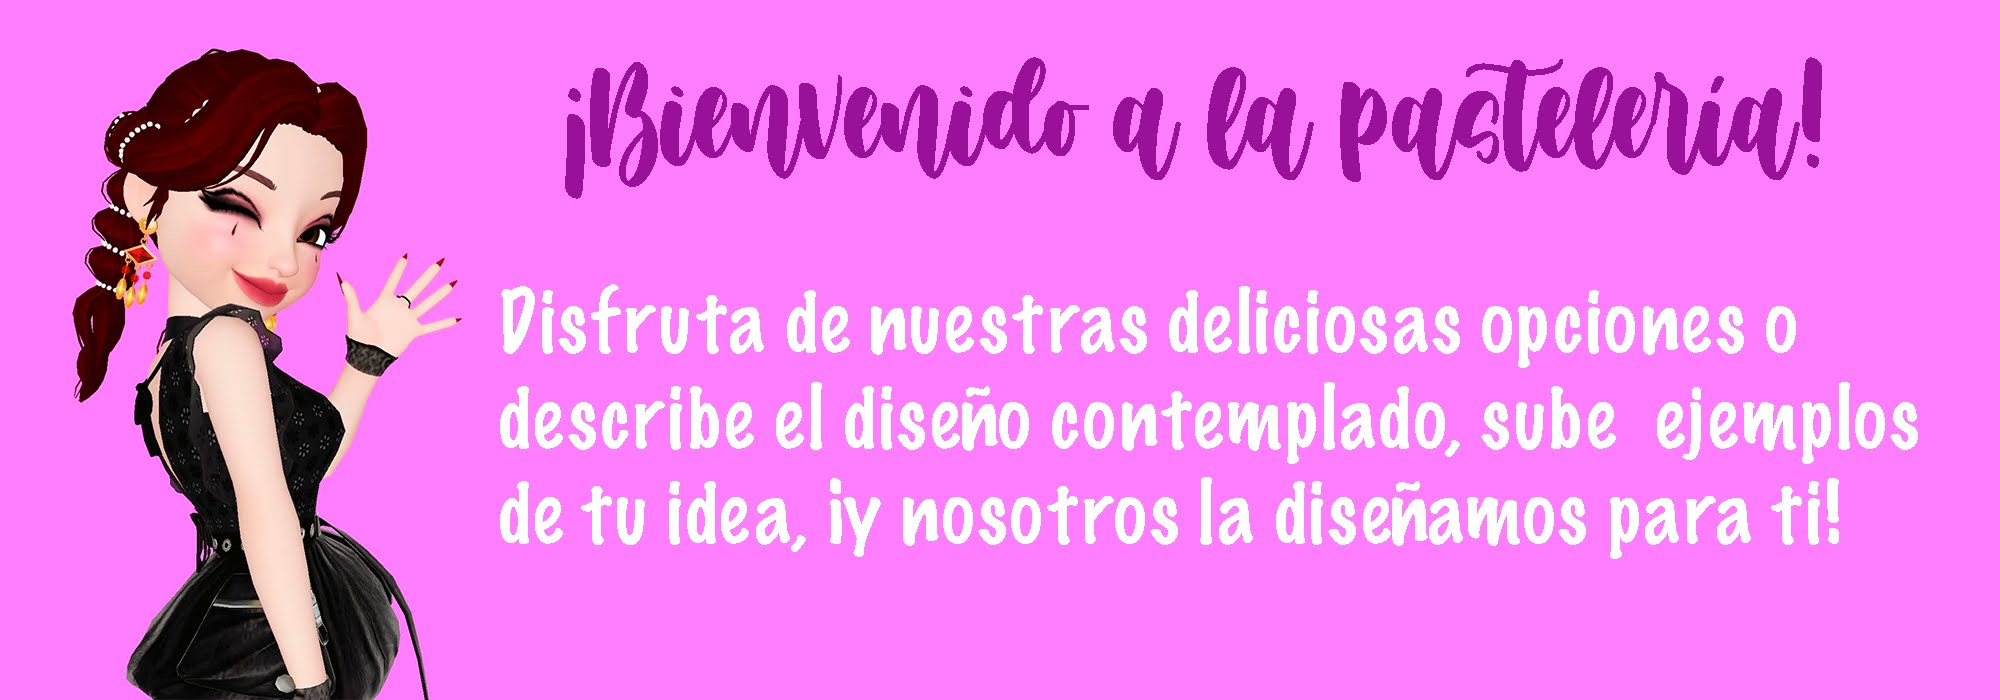 ¡Bienvenido a la pastelería!
Disfruta de nuestras deliciosas opciones o
describe el diseño contemplado, sube ejemplos
de tu idea, ¡y nosotros la diseñamos para ti!